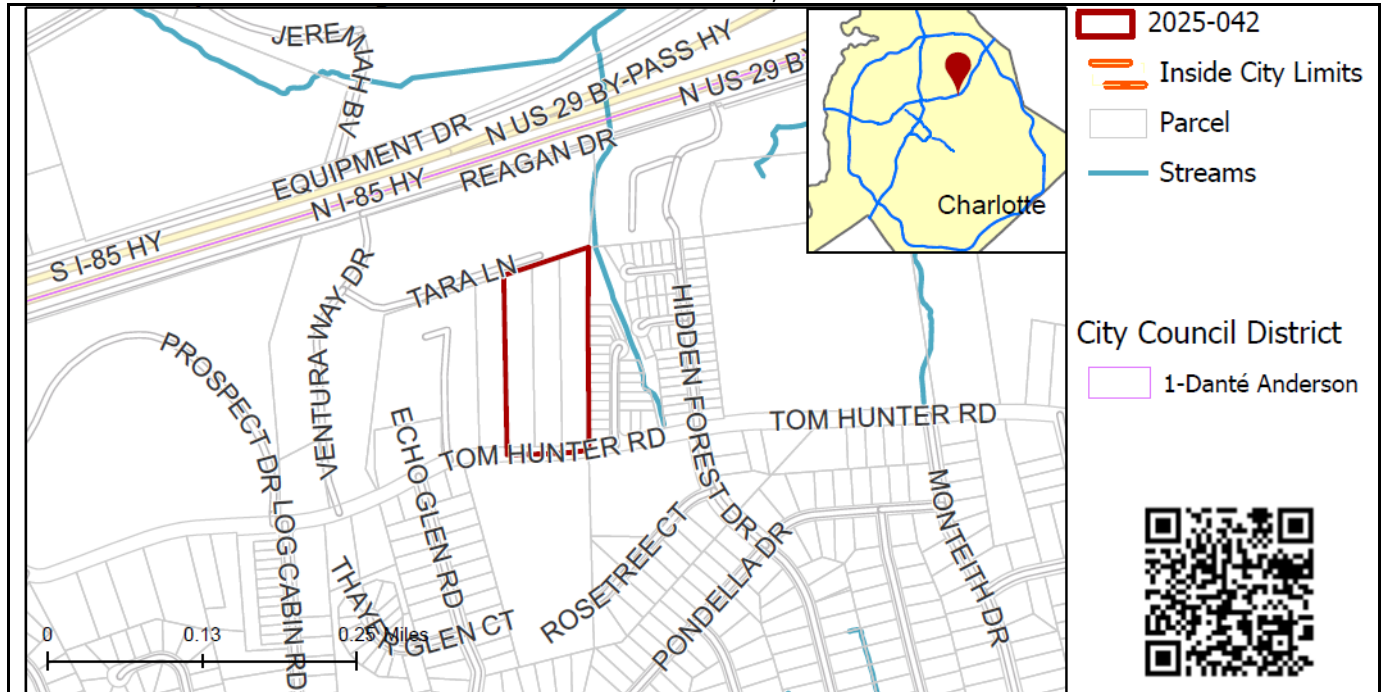 JEREMIAH BV
EQUIPMENT DR
N US 29 BY-PASS HY
N US 29 BY
N I-85 HY
REAGAN DR
S I-85 HY
TARA LN
VENTURA WAY DR
PROSPECT DR
HIDDEN FOREST DR
ECHO GLEN RD
TOM HUNTER RD
TOM HUNTER RD
LOG CABIN RD
THAYER GLEN CT
ROSETREE CT
PONDELLA DR
MONTEITH DR
0 0.13 0.25 Miles
Charlotte
2025-042
Inside City Limits
Parcel
Streams
City Council District
1-Danté Anderson